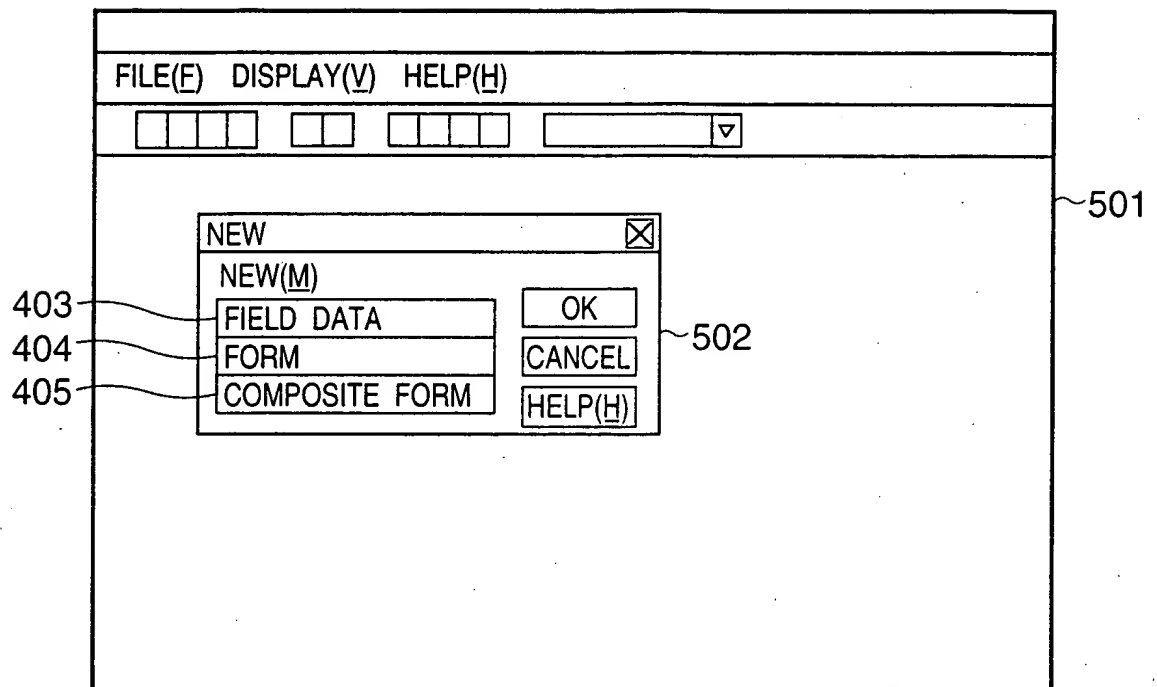 FILE(F) DISPLAY(V) HELP(H)
501
NEW
NEW(M)
403
FIELD DATA
OK
502
404
FORM
CANCEL
405
COMPOSITE FORM
HELP(H)